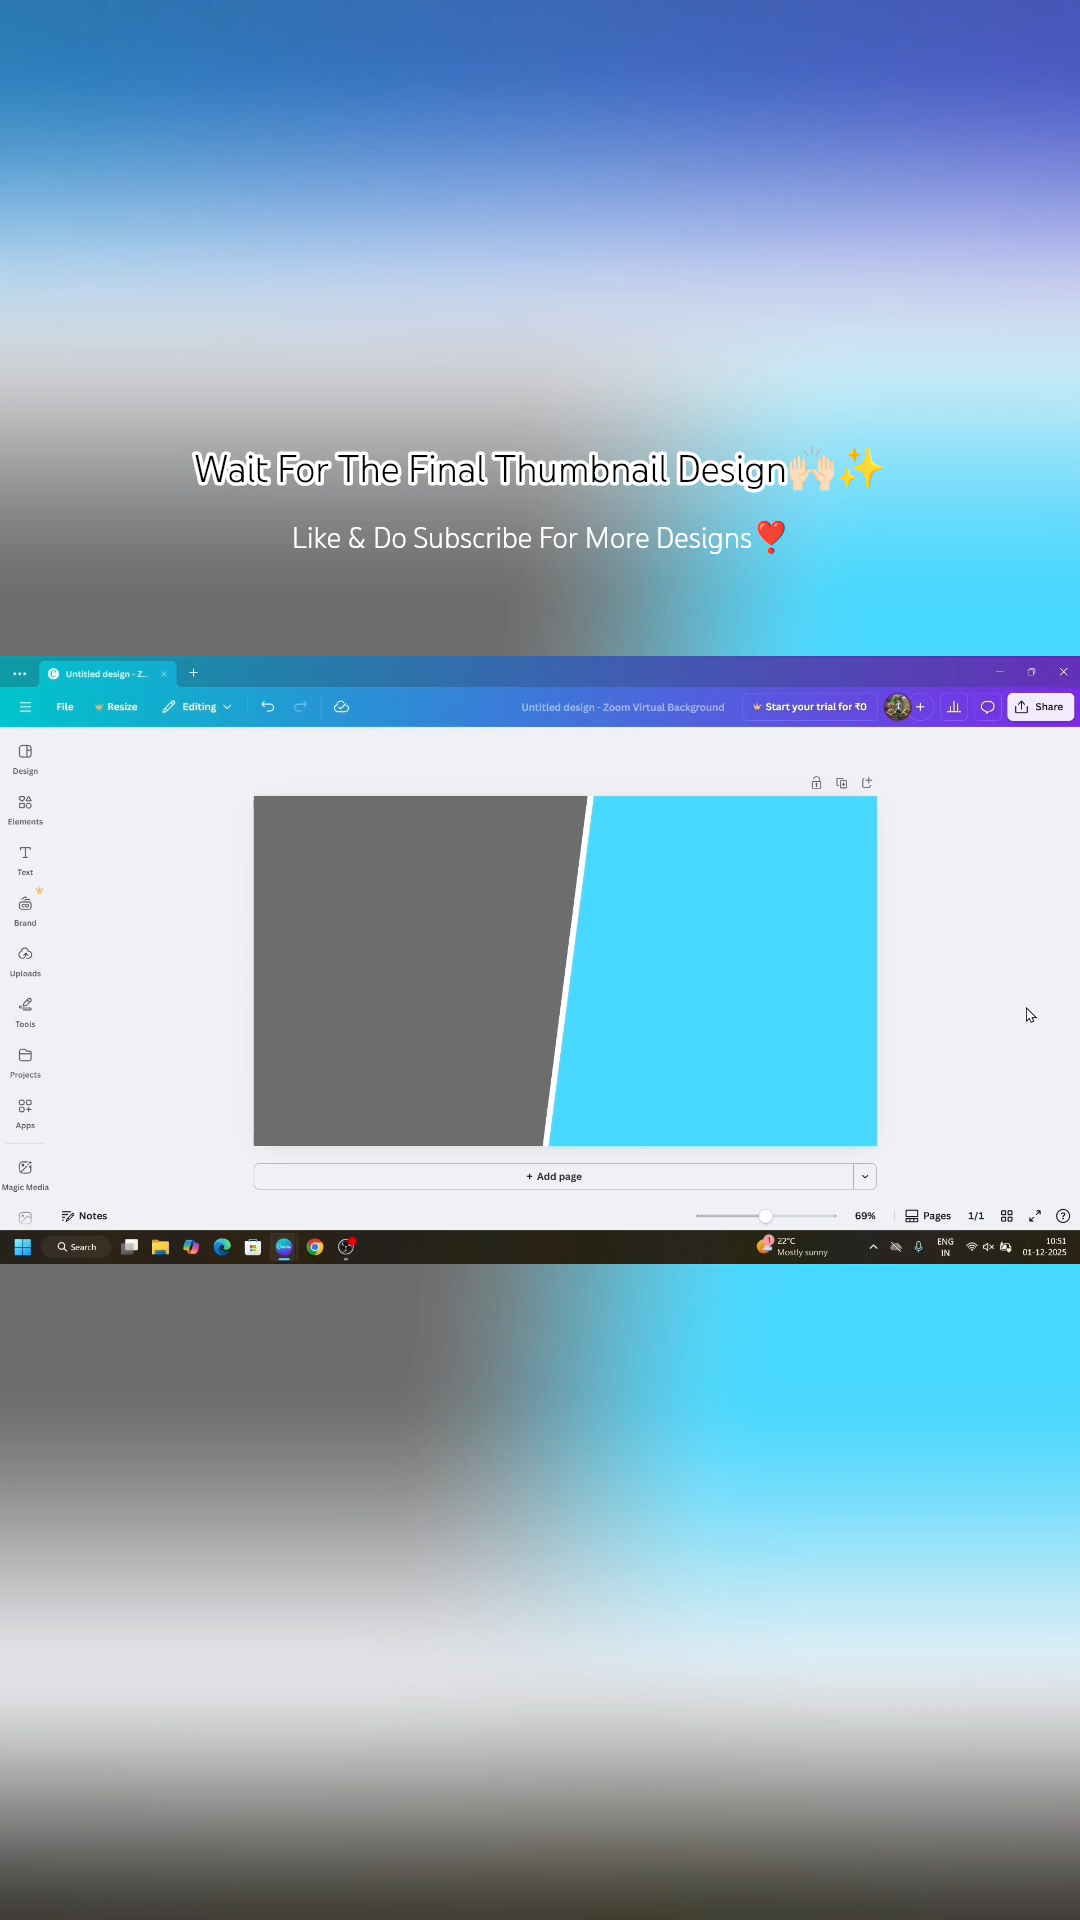 Wait For The Final Thumbnail Design🙌🏻✨
Like & Do Subscribe For More Designs❣️
Untitled design - Z...
File
Resize
Editing
Untitled design - Zoom Virtual Background
Start your trial for ₹0
Share
Design
Elements
Text
Brand
Uploads
Tools
Projects
Apps
Magic Media
+ Add page
Notes
69%
Pages
1/1
Search
1
22°C
Mostly sunny
ENG
IN
10:51
01-12-2025